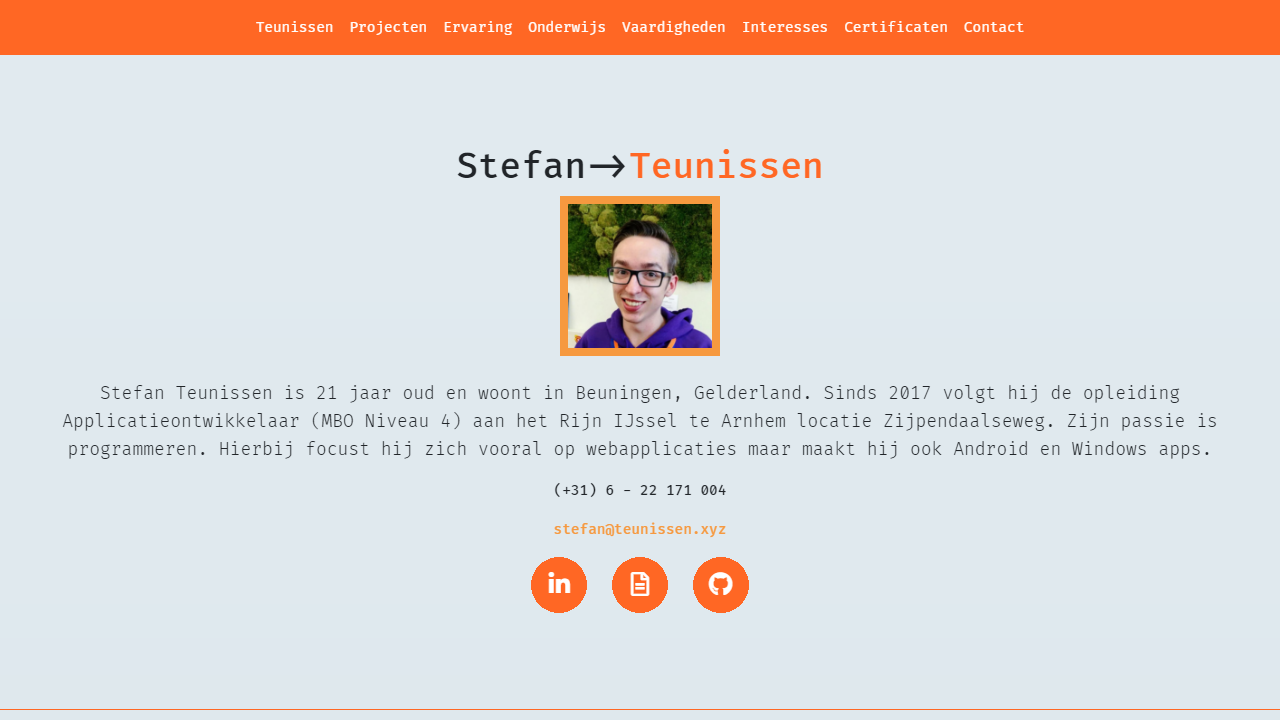 Teunissen Projecten Ervaring Onderwijs Vaardigheden Interesses Certificaten Contact
Stefan->Teunissen
Stefan Teunissen is 21 jaar oud en woont in Beuningen, Gelderland. Sinds 2017 volgt hij de opleiding
Applicatieontwikkelaar (MBO Niveau 4) aan het Rijn IJssel te Arnhem locatie Zijpendaalseweg. Zijn passie is
programmeren. Hierbij focust hij zich vooral op webapplicaties maar maakt hij ook Android en Windows apps.
(+31) 6 - 22 171 004
stefan@teunissen.xyz
in